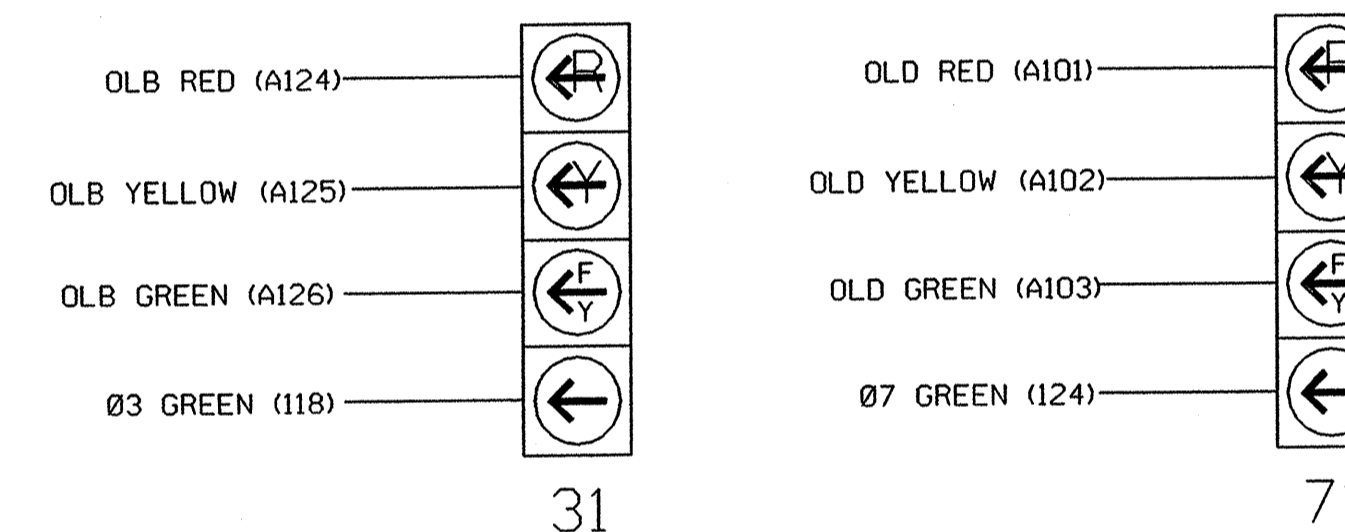 OLB RED (A124)
R
OLB YELLOW (A125)
Y
OLB GREEN (A126)
F
Y
Ø3 GREEN (118)
31
OLD RED (A101)
OLD YELLOW (A102)
Y
OLD GREEN (A103)
F
Y
Ø7 GREEN (124)
7